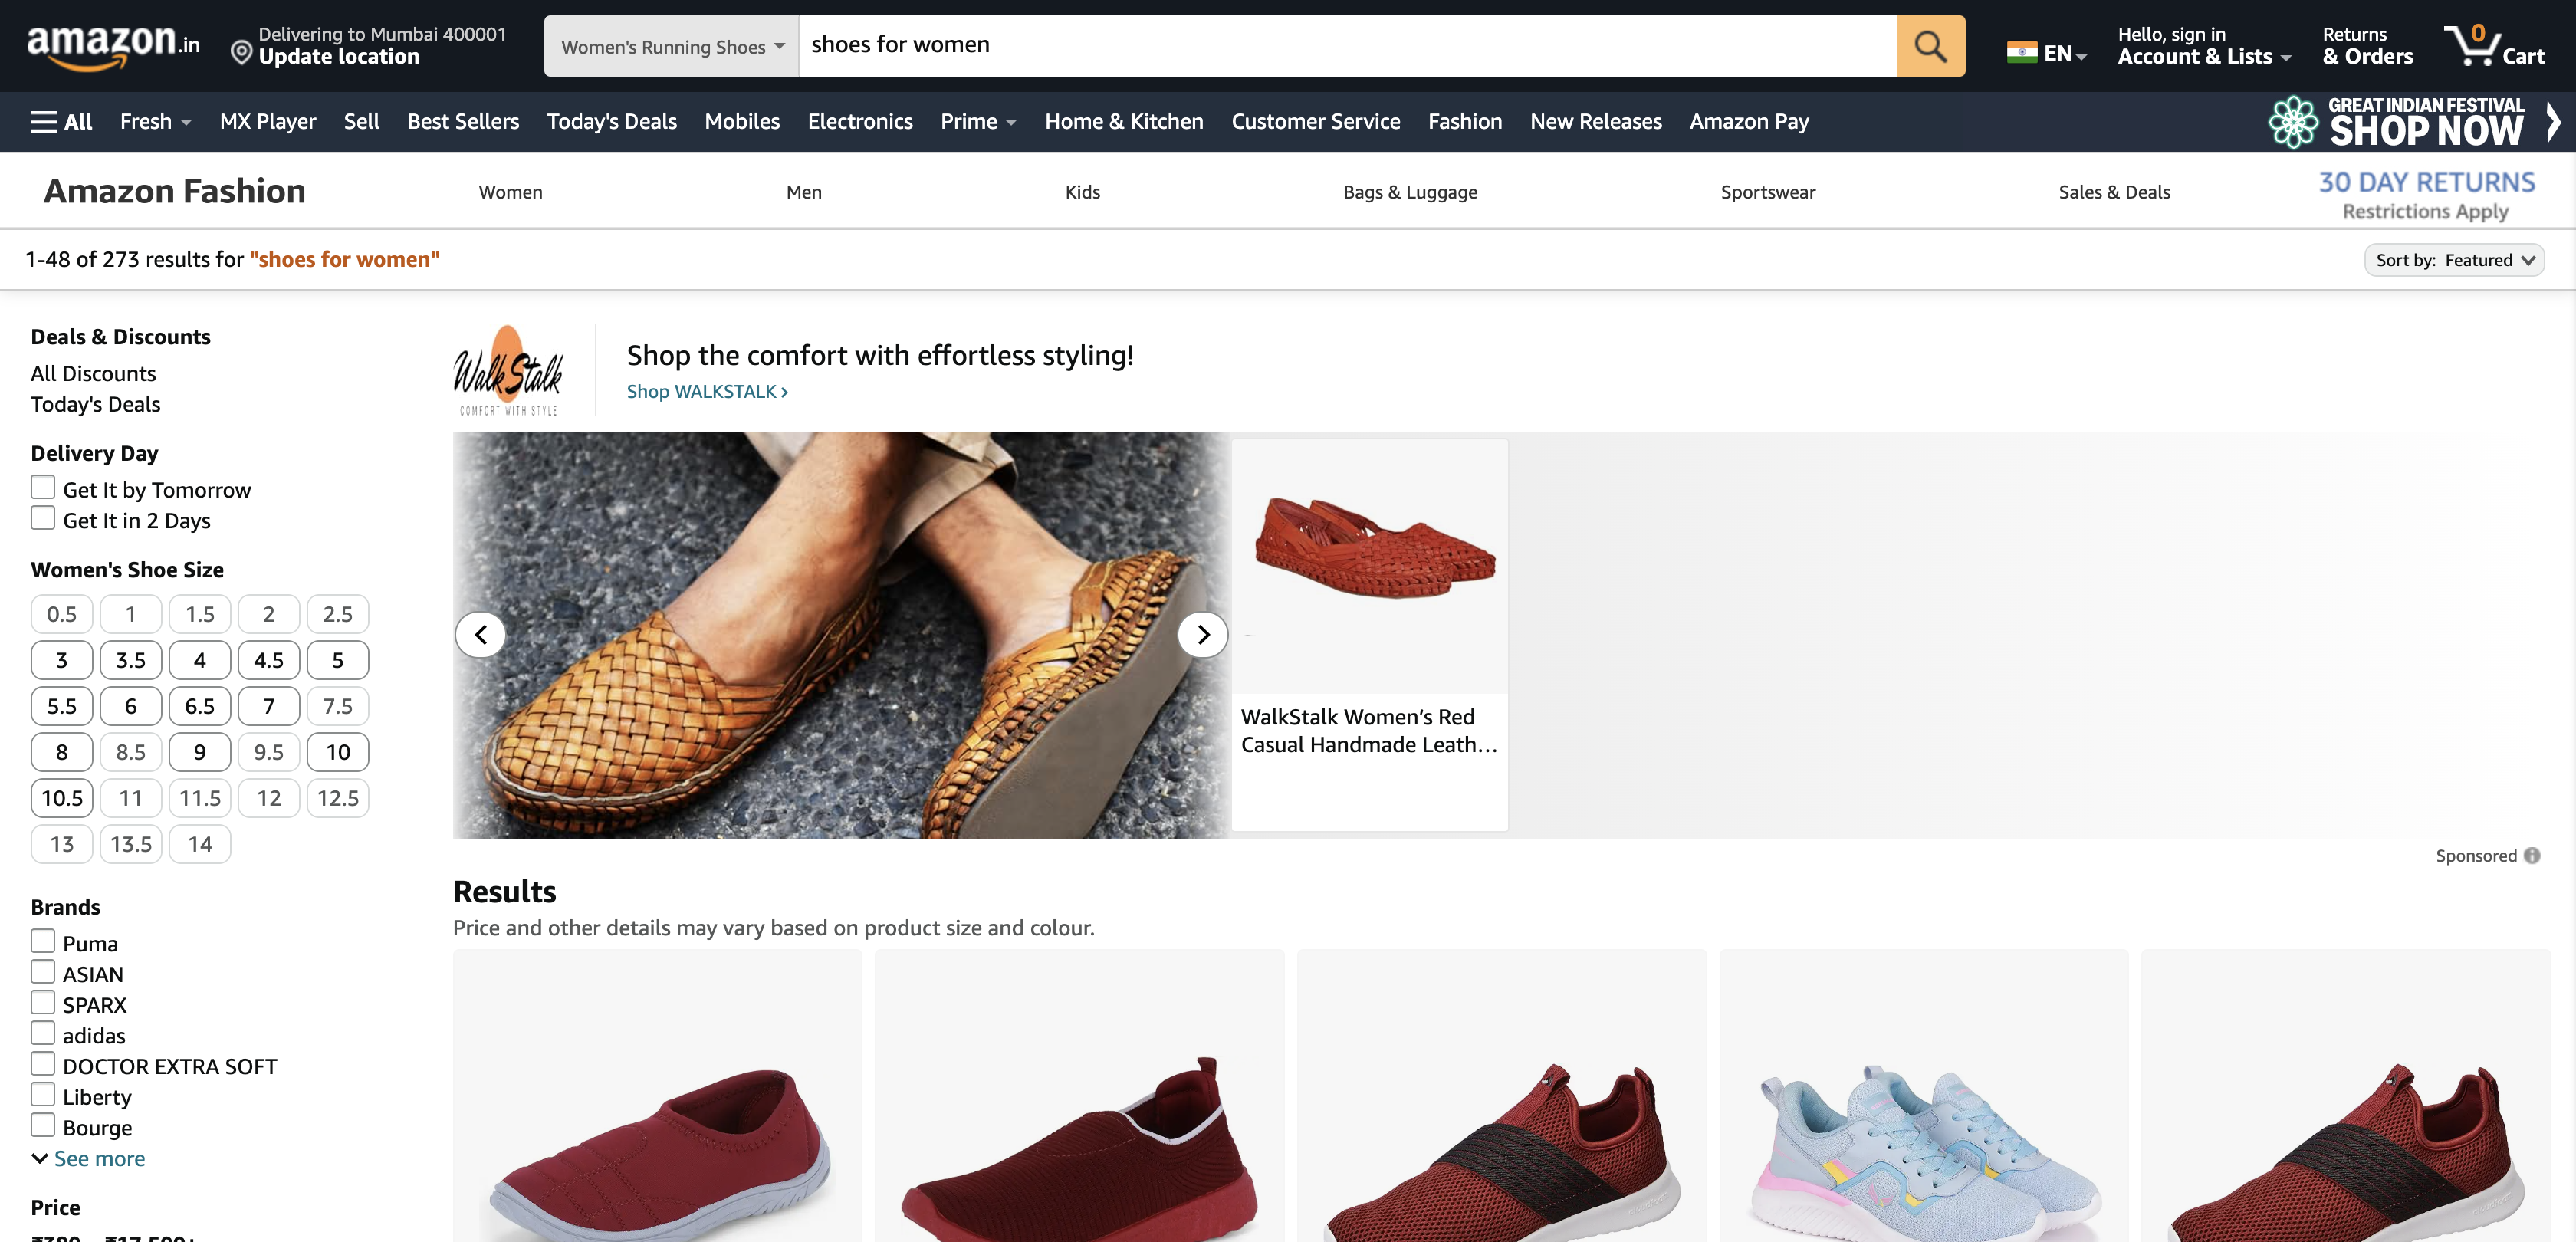 amazon.in
Delivering to Mumbai 400001
Update location
Women's Running Shoes
shoes for women
EN
Hello, sign in
Account & Lists
Returns
& Orders
0
Cart
All
Fresh
MX Player
Sell
Best Sellers
Today's Deals
Mobiles
Electronics
Prime
Home & Kitchen
Customer Service
Fashion
New Releases
Amazon Pay
GREAT INDIAN FESTIVAL
SHOP NOW
Amazon Fashion
Women
Men
Kids
Bags & Luggage
Sportswear
Sales & Deals
30 DAY RETURNS
Restrictions Apply
1-48 of 273 results for "shoes for women"
Sort by: Featured
Deals & Discounts
All Discounts
Today's Deals
Delivery Day
Get It by Tomorrow
Get It in 2 Days
Women's Shoe Size
0.5 1 1.5 2 2.5
3 3.5 4 4.5 5
5.5 6 6.5 7 7.5
8 8.5 9 9.5 10
10.5 11 11.5 12 12.5
13 13.5 14
Brands
Puma
ASIAN
SPARX
adidas
DOCTOR EXTRA SOFT
Liberty
Bourge
See more
Price
₹380 – ₹17,500+
WalkStalk
COMFORT WITH STYLE
Shop the comfort with effortless styling!
Shop WALKSTALK ›
WalkStalk Women's Red
Casual Handmade Leath…
Sponsored
Results
Price and other details may vary based on product size and colour.